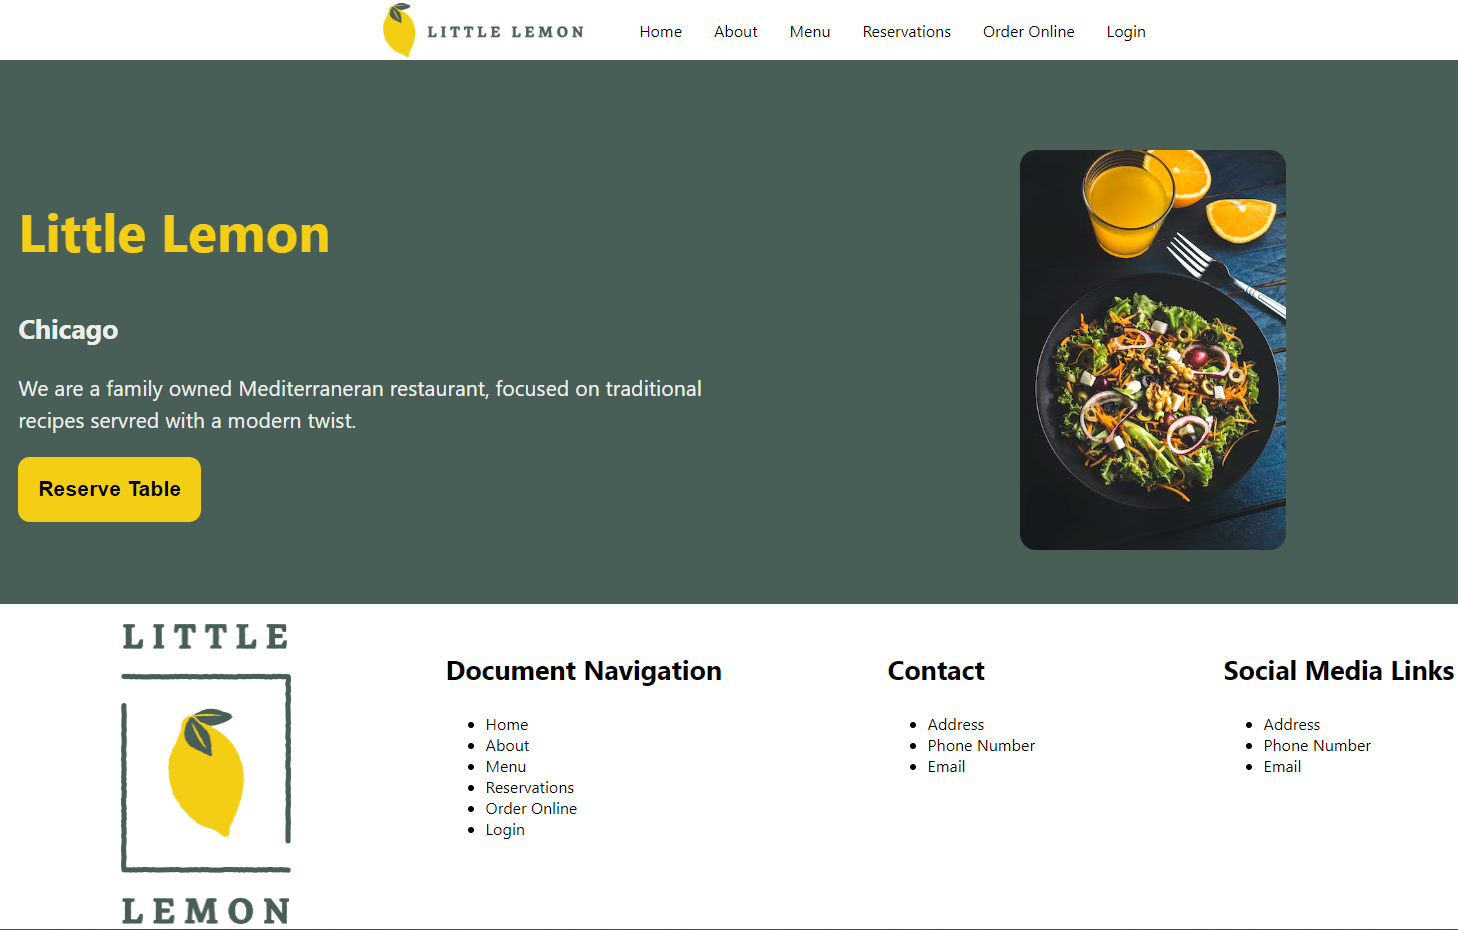 LITTLE LEMON
Home About Menu Reservations Order Online Login
Little Lemon
Chicago
We are a family owned Mediterraneran restaurant, focused on traditional
recipes servred with a modern twist.
Reserve Table
LITTLE
LEMON
Document Navigation
Home
About
Menu
Reservations
Order Online
Login
Contact
Address
Phone Number
Email
Social Media Links
Address
Phone Number
Email